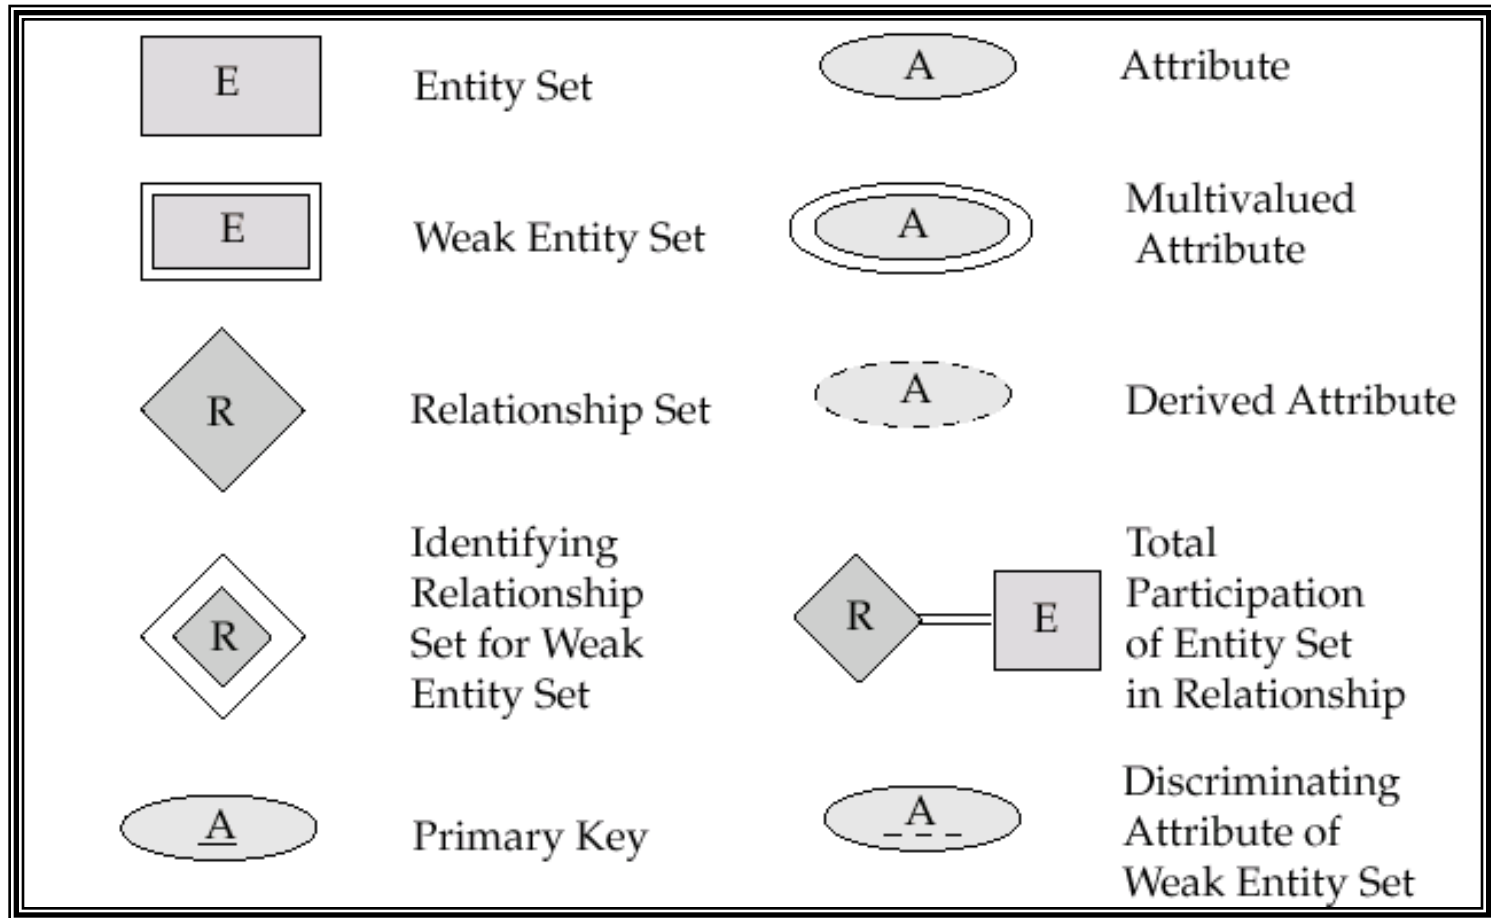 E
Entity Set
A
Attribute
E
Weak Entity Set
A
Multivalued
Attribute
R
Relationship Set
A
Derived Attribute
R
Identifying
Relationship
Set for Weak
Entity Set
R
E
Total
Participation
of Entity Set
in Relationship
A
Primary Key
A
Discriminating
Attribute of
Weak Entity Set